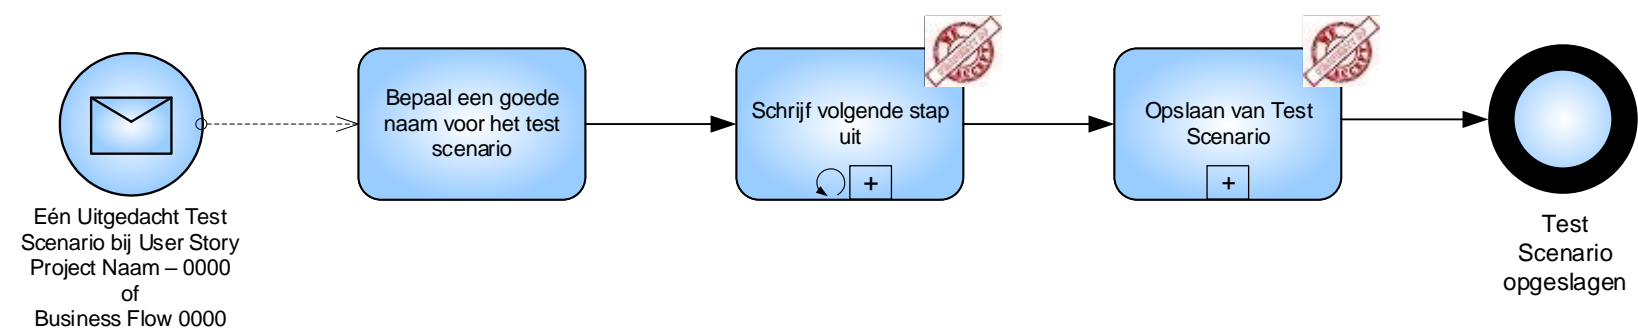 Eén Uitgedacht Test
Scenario bij User Story
Project Naam – 0000
of
Business Flow 0000
Bepaal een goede
naam voor het test
scenario
Schrijf volgende stap
uit
Opslaan van Test
Scenario
Test
Scenario
opgeslagen